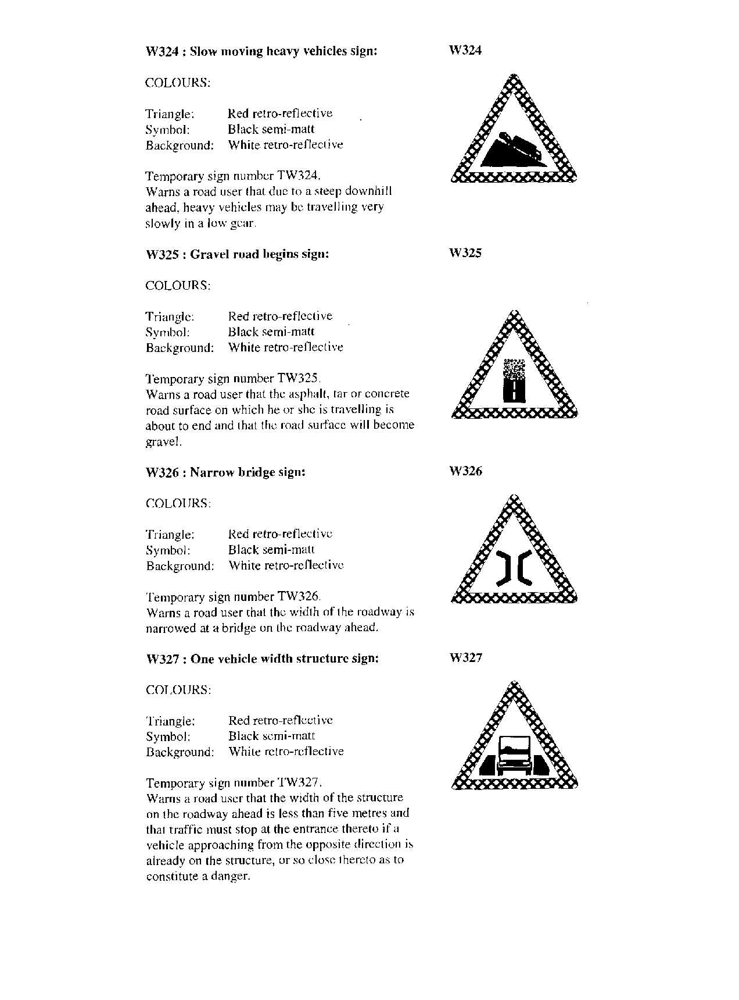 W324 : Slow moving heavy vehicles sign:
W324
COLOURS:
Triangle: Red retro-reflective
Symbol: Black semi-matt
Background: White retro-reflective
Temporary sign number TW324.
Warns a road user that due to a steep downhill
ahead, heavy vehicles may be travelling very
slowly in a low gear.
W325 : Gravel road begins sign:
W325
COLOURS:
Triangle: Red retro-reflective
Symbol: Black semi-matt
Background: White retro-reflective
Temporary sign number TW325.
Warns a road user that the asphalt, tar or concrete
road surface on which he or she is travelling is
about to end and that the road surface will become
gravel.
W326 : Narrow bridge sign:
W326
COLOURS:
Triangle: Red retro-reflective
Symbol: Black semi-matt
Background: White retro-reflective
Temporary sign number TW326.
Warns a road user that the width of the roadway is
narrowed at a bridge on the roadway ahead.
W327 : One vehicle width structure sign:
W327
COLOURS:
Triangle: Red retro-reflective
Symbol: Black semi-matt
Background: White retro-reflective
Temporary sign number TW327.
Warns a road user that the width of the structure
on the roadway ahead is less than five metres and
that traffic must stop at the entrance thereto if a
vehicle approaching from the opposite direction is
already on the structure, or so close thereto as to
constitute a danger.